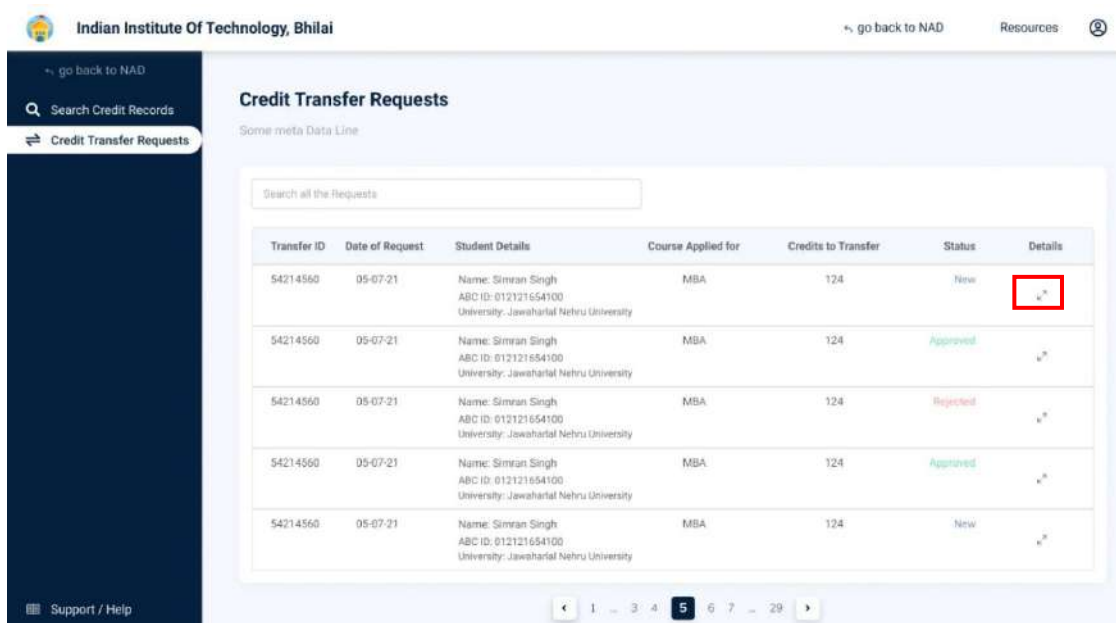 Indian Institute Of Technology, Bhilai
go back to NAD
Resources
go back to NAD
Search Credit Records
Credit Transfer Requests
Credit Transfer Requests
Some meta Data Line
Search all the Requests
Transfer ID Date of Request Student Details Course Applied for Credits to Transfer Status Details
54214560 05-07-21 Name: Simran Singh MBA 124 New
ABC ID: 012121654100
University: Jawaharlal Nehru University
54214560 05-07-21 Name: Simran Singh MBA 124 Approved
ABC ID: 012121654100
University: Jawaharlal Nehru University
54214560 05-07-21 Name: Simran Singh MBA 124 Rejected
ABC ID: 012121654100
University: Jawaharlal Nehru University
54214560 05-07-21 Name: Simran Singh MBA 124 Approved
ABC ID: 012121654100
University: Jawaharlal Nehru University
54214560 05-07-21 Name: Simran Singh MBA 124 New
ABC ID: 012121654100
University: Jawaharlal Nehru University
Support / Help
1 ... 3 4 5 6 7 ... 29